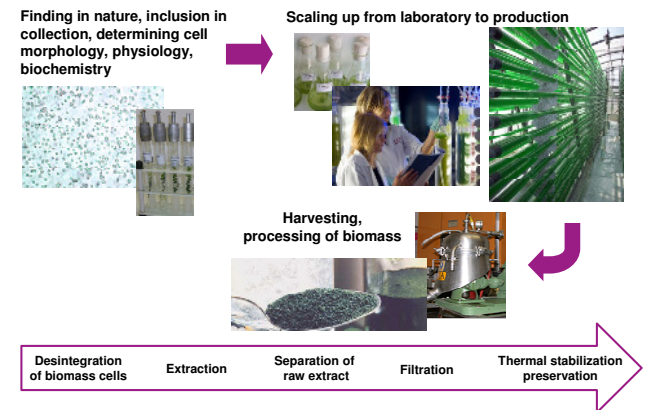 Finding in nature, inclusion in
collection, determining cell
morphology, physiology,
biochemistry
Scaling up from laboratory to production
Harvesting,
processing of biomass
Desintegration
of biomass cells
Extraction
Separation of
raw extract
Filtration
Thermal stabilization
preservation